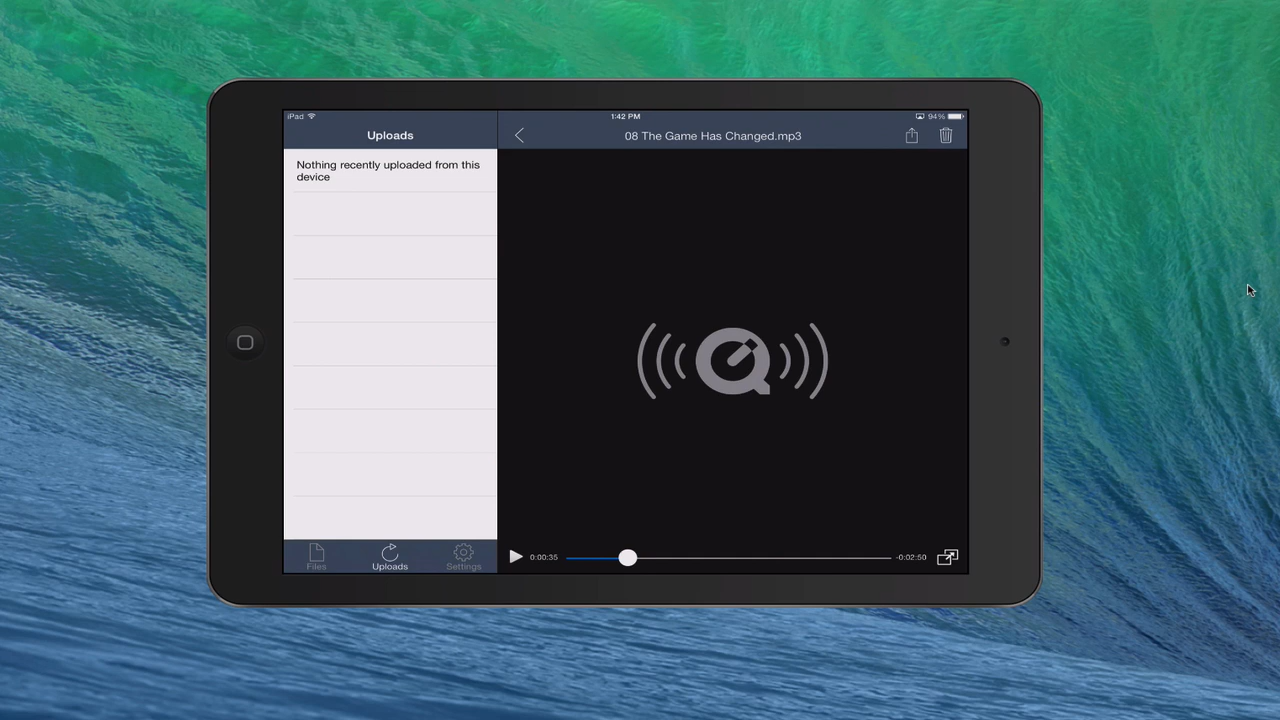 iPad
1:42 PM
94%
Uploads
08 The Game Has Changed.mp3
Nothing recently uploaded from this
device
0:00:35
-0:02:50
Files
Uploads
Settings